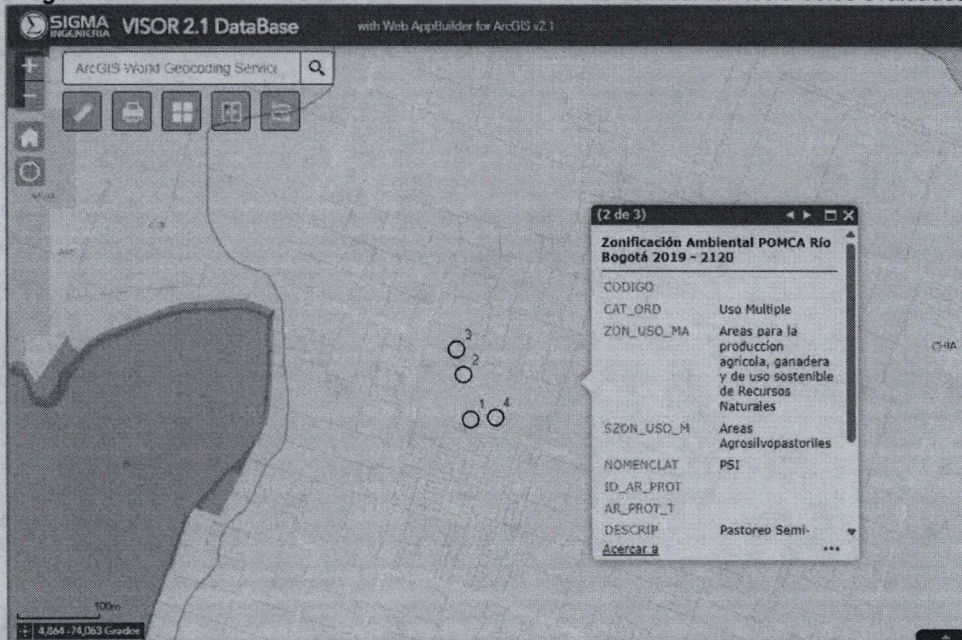 SIGMA
INGENIERIA
VISOR 2.1 DataBase
with Web AppBuilder for ArcGIS v2.1
ArcGIS World Geocoding Service
(2 de 3)
Zonificación Ambiental POMCA Río
Bogotá 2019 - 2120
CODIGO
CAT_ORD Uso Multiple
ZON_USO_MA Areas para la
produccion
agricola, ganadera
y de uso sostenible
de Recursos
Naturales
SZON_USO_M Areas
Agrosilvopastoriles
NOMENCLAT PSI
ID_AR_PROT
AR_PROT_T
DESCRIP Pastoreo Semi-
Acercar a
3
2
1 4
CHIA
100m
4,864 -74,063 Grados